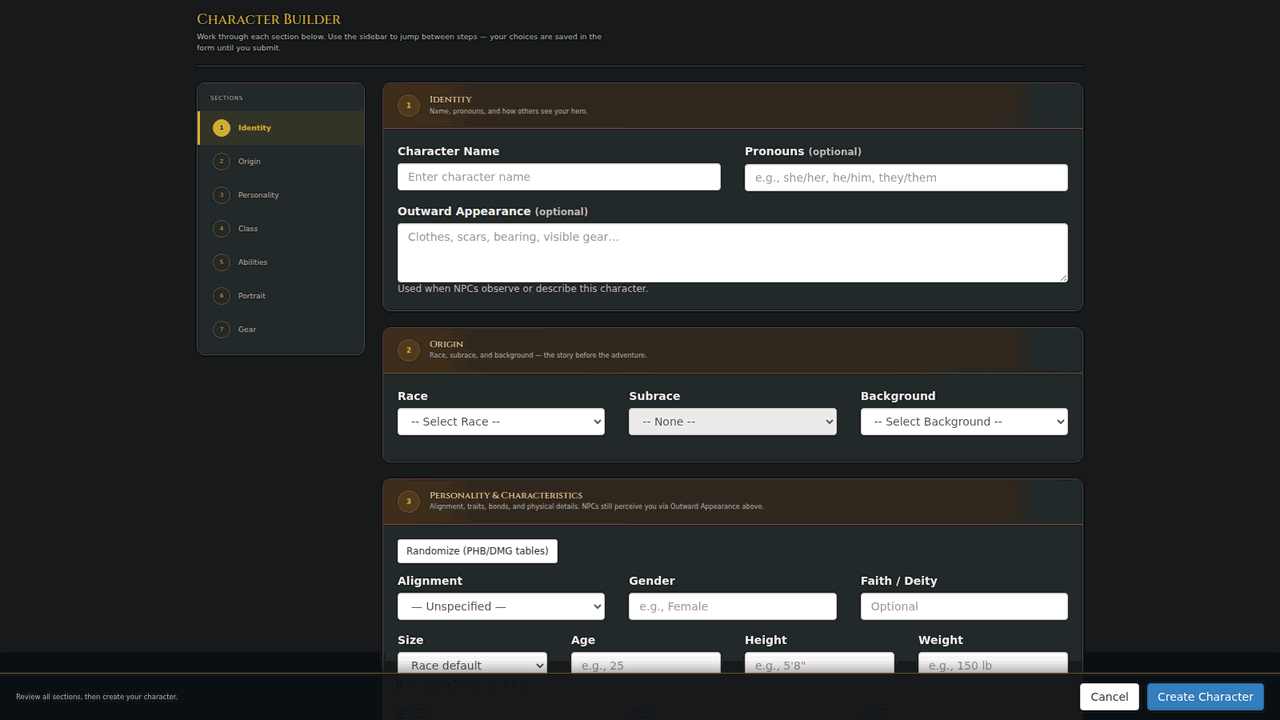 Character Builder
Work through each section below. Use the sidebar to jump between steps — your choices are saved in the
form until you submit.
SECTIONS
1 Identity
2 Origin
3 Personality
4 Class
5 Abilities
6 Portrait
7 Gear
1 Identity
Name, pronouns, and how others see your hero.
Character Name
Pronouns (optional)
Enter character name
e.g., she/her, he/him, they/them
Outward Appearance (optional)
Clothes, scars, bearing, visible gear...
Used when NPCs observe or describe this character.
2 Origin
Race, subrace, and background — the story before the adventure.
Race
Subrace
Background
-- Select Race --
-- None --
-- Select Background --
3 Personality & Characteristics
Alignment, traits, bonds, and physical details. NPCs still perceive you via Outward Appearance above.
Randomize (PHB/DMG tables)
Alignment
Gender
Faith / Deity
— Unspecified —
e.g., Female
Optional
Size
Age
Height
Weight
Race default
e.g., 25
e.g., 5'8"
e.g., 150 lb
Review all sections, then create your character.
Cancel
Create Character